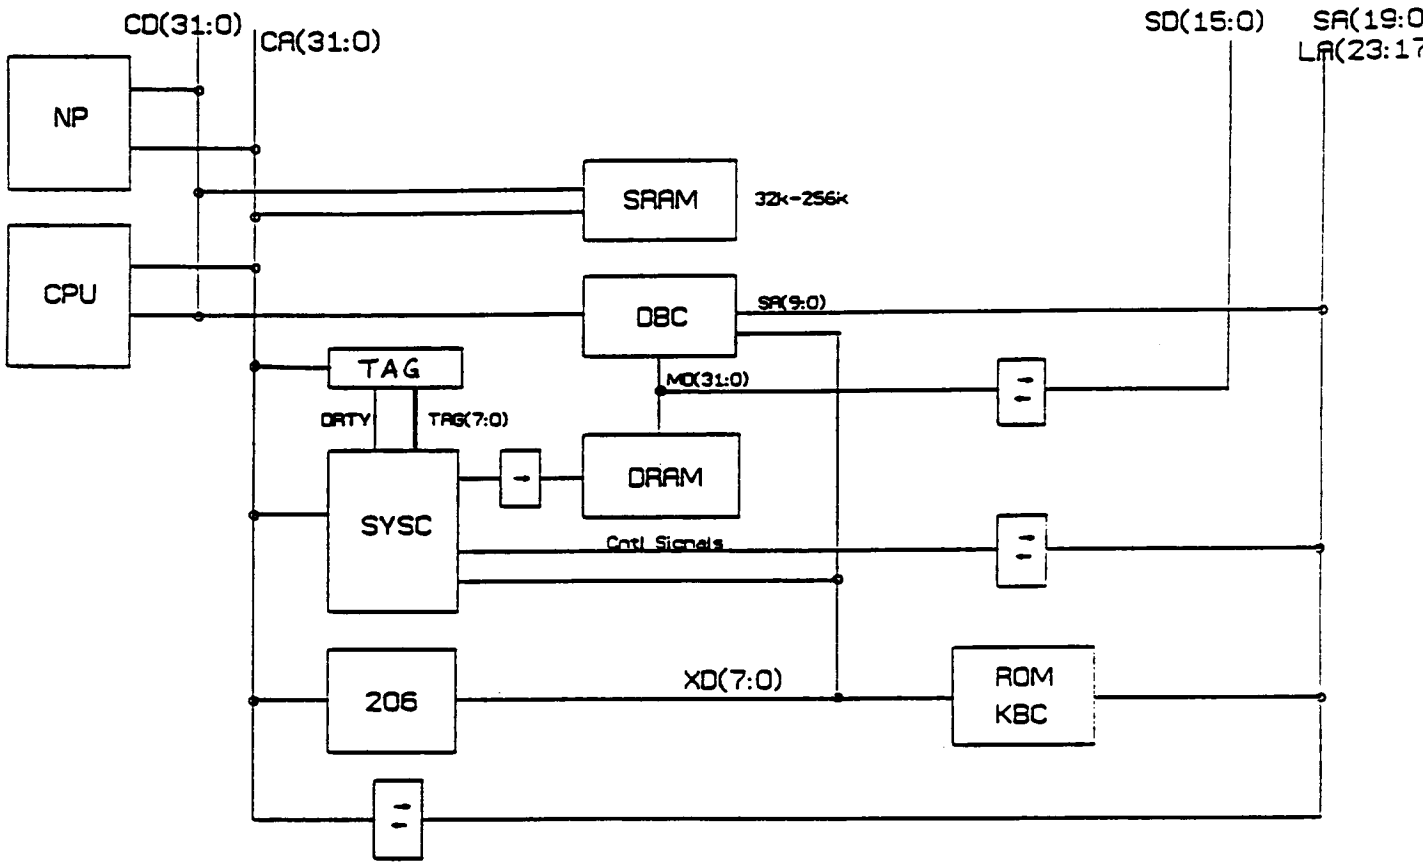 CD(31:0)
CA(31:0)
SD(15:0)
SA(19:0
LA(23:17
NP
SRAM
32k-256k
CPU
DBC
SA(9:0)
TAG
MD(31:0)
DRTY
TAG(7:0)
DRAM
SYSC
Cntl Signals
206
XD(7:0)
ROM
KBC